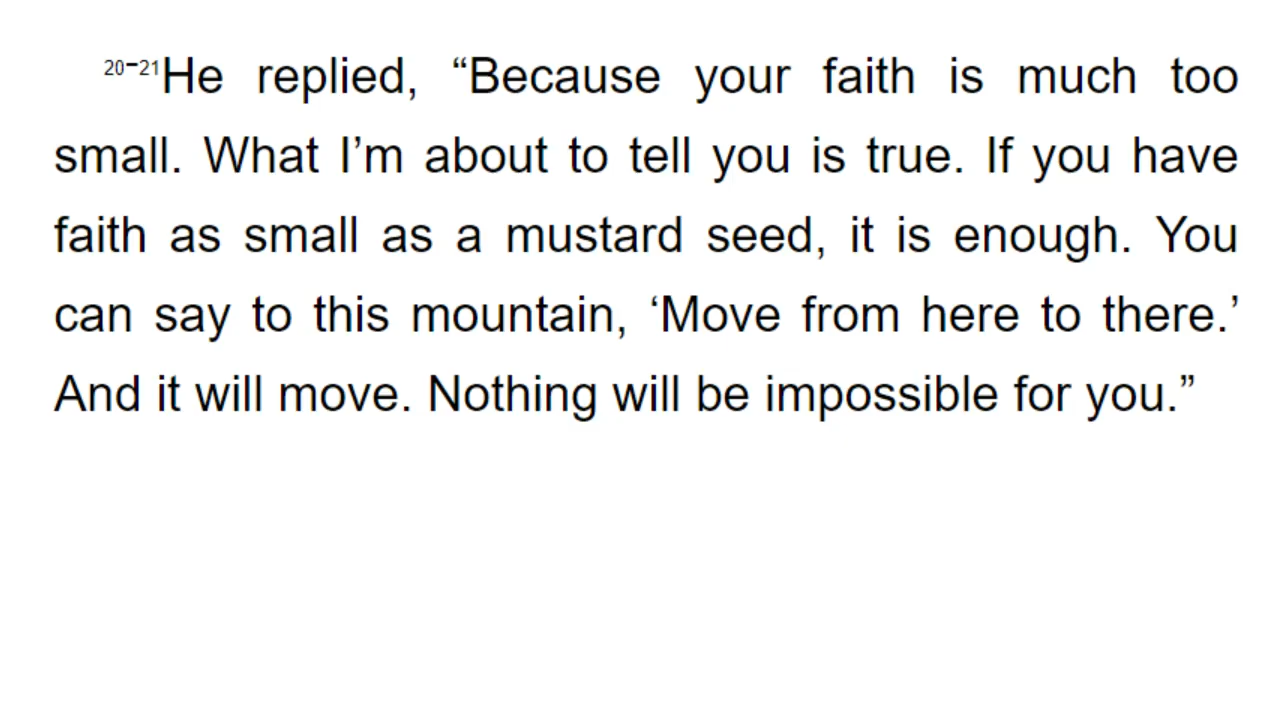 20-21He replied, “Because your faith is much too
small. What I’m about to tell you is true. If you have
faith as small as a mustard seed, it is enough. You
can say to this mountain, ‘Move from here to there.’
And it will move. Nothing will be impossible for you.”